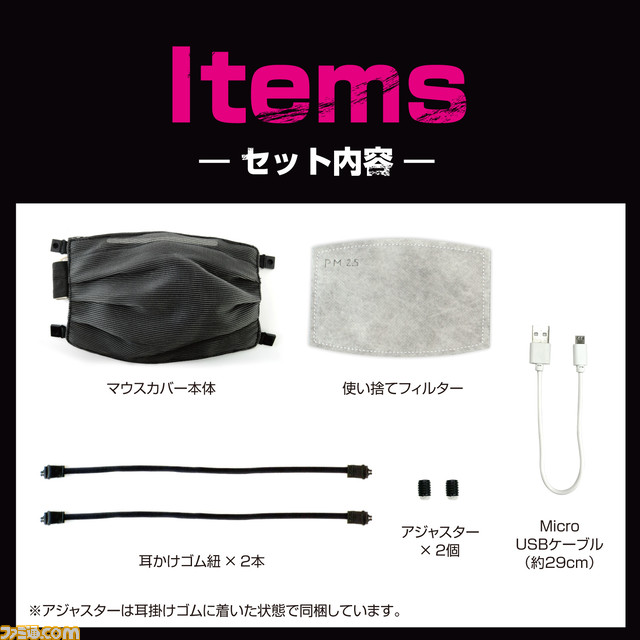 Items
— セット内容 —
PM2.5
マウスカバー本体
使い捨てフィルター
耳かけゴム紐 × 2本
アジャスター
× 2個
Micro
USBケーブル
（約29cm）
※アジャスターは耳掛けゴムに着いた状態で同梱しています。
ファミ通.com